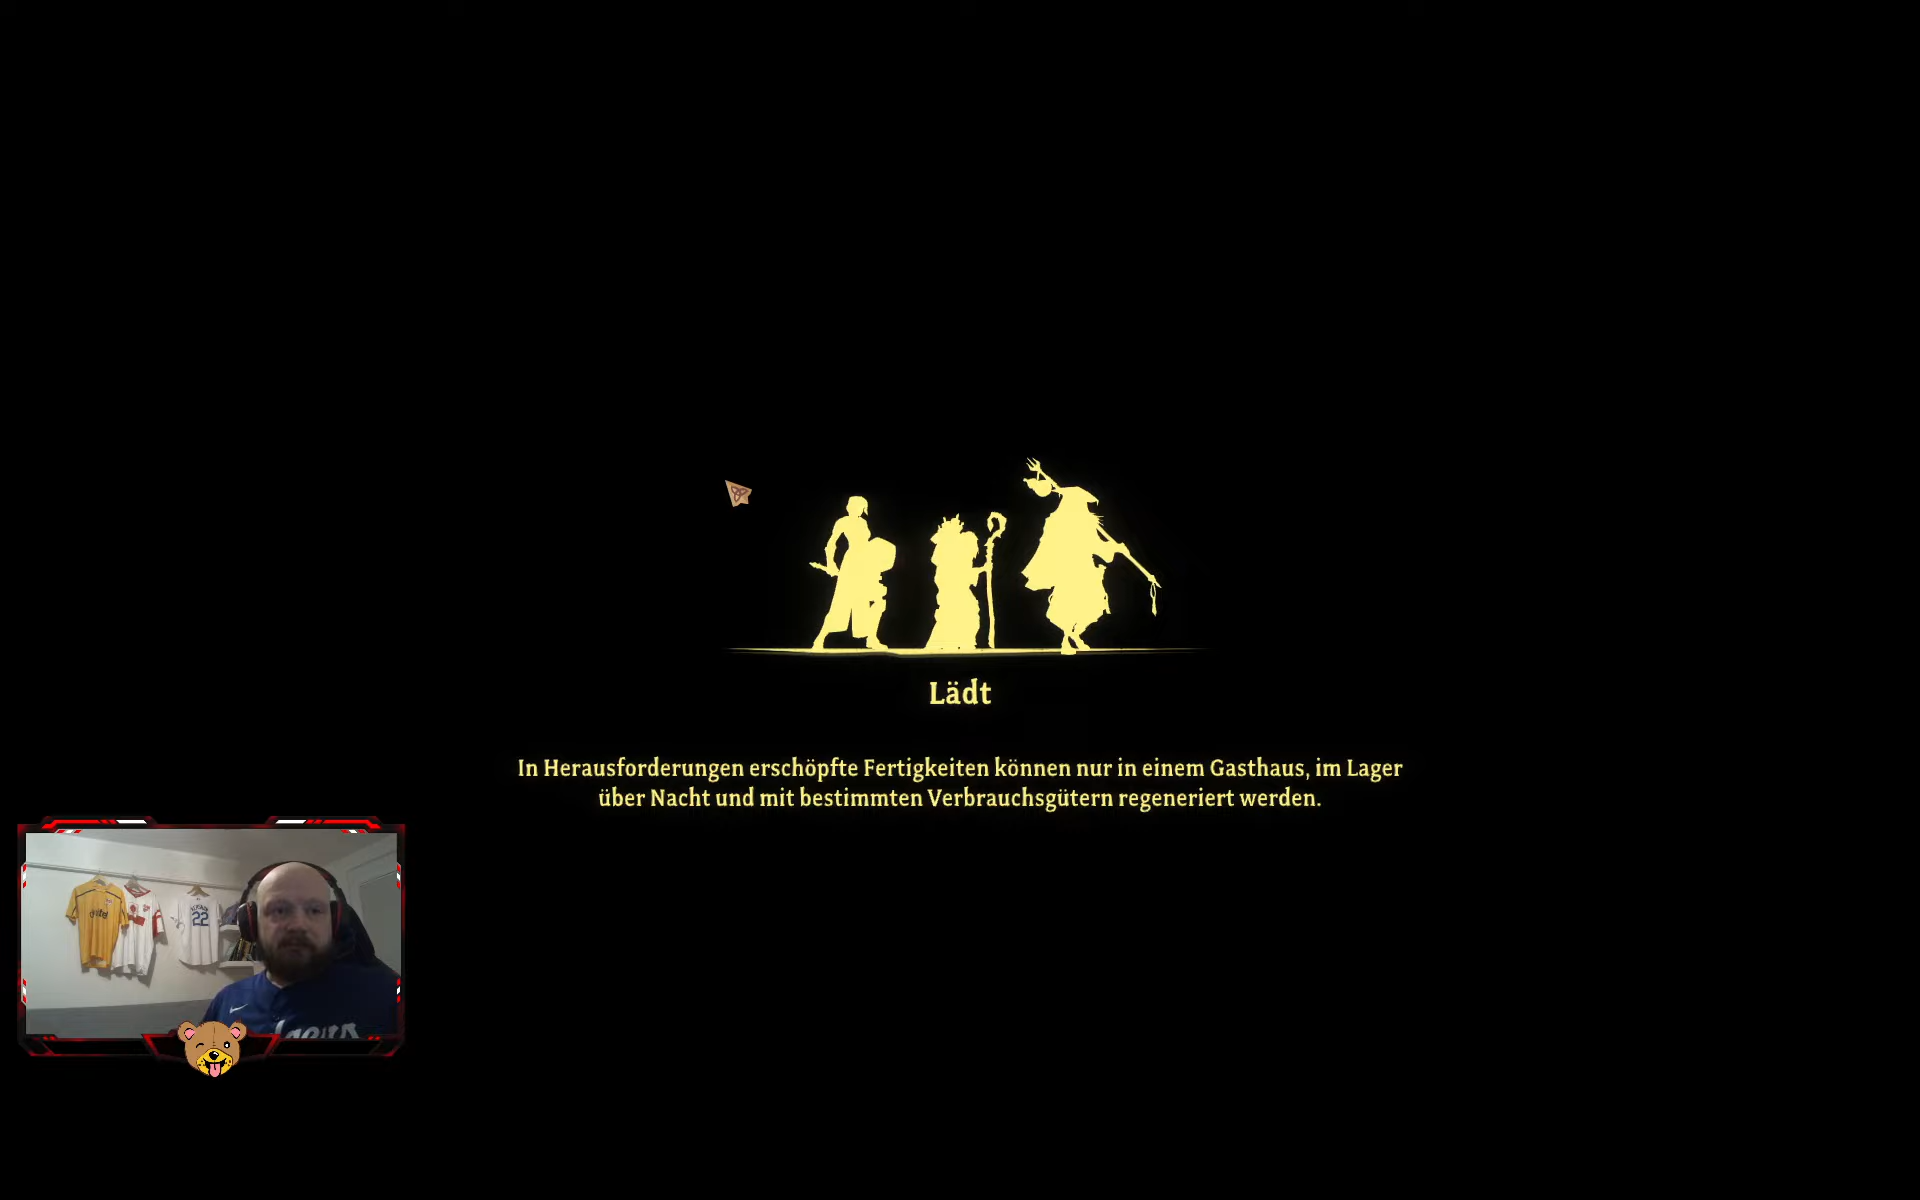 Lädt
In Herausforderungen erschöpfte Fertigkeiten können nur in einem Gasthaus, im Lager
über Nacht und mit bestimmten Verbrauchsgütern regeneriert werden.
22